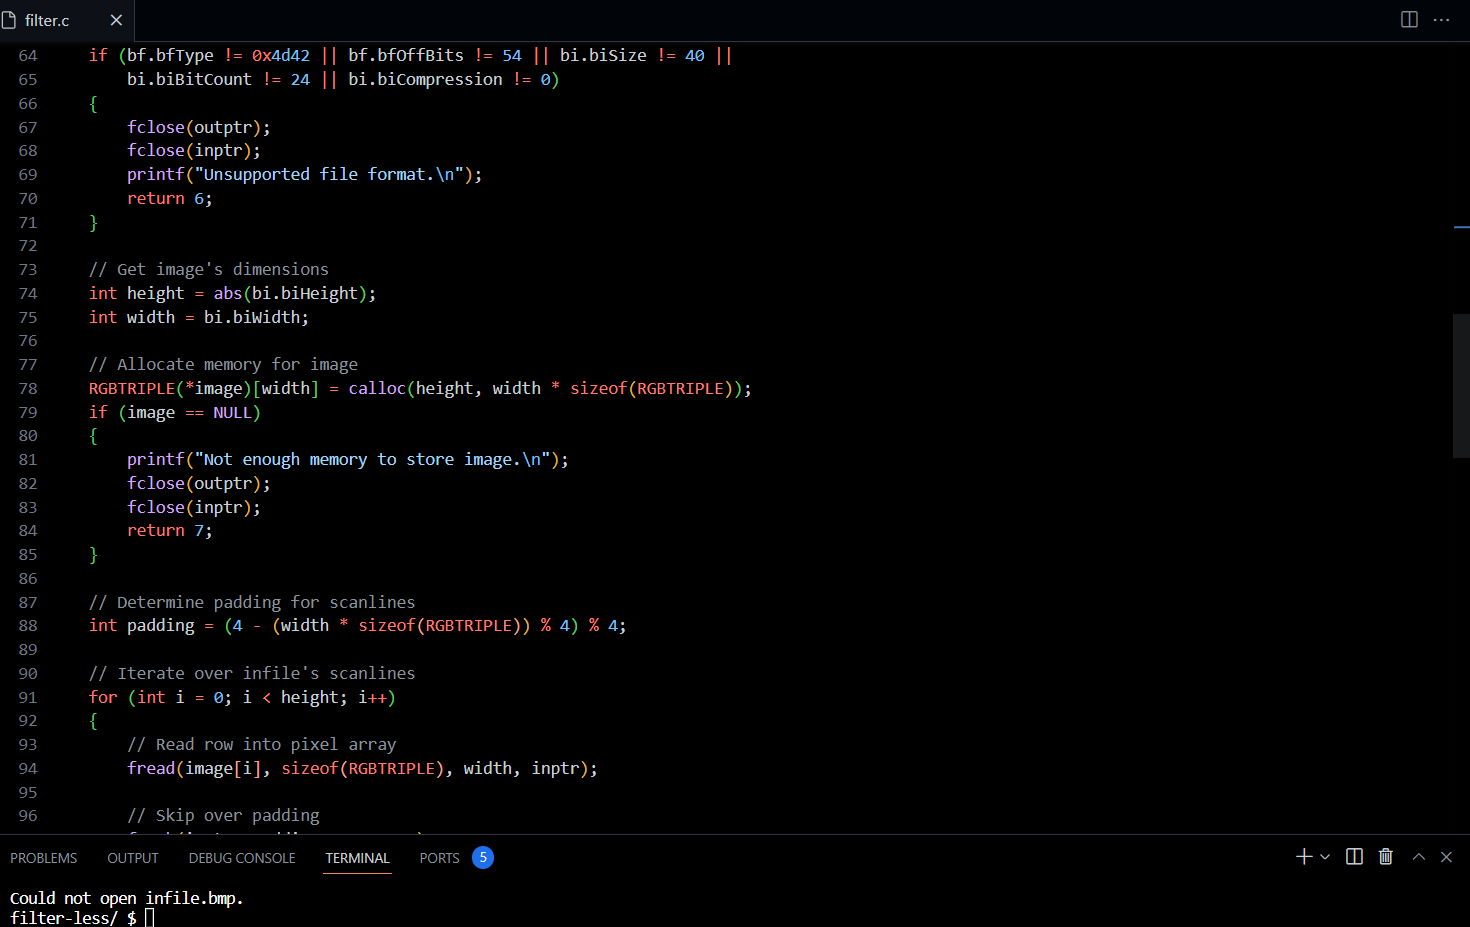 filter.c
64 if (bf.bfType != 0x4d42 || bf.bfOffBits != 54 || bi.biSize != 40 ||
65 bi.biBitCount != 24 || bi.biCompression != 0)
66 {
67 fclose(outptr);
68 fclose(inptr);
69 printf("Unsupported file format.\n");
70 return 6;
71 }
72
73 // Get image's dimensions
74 int height = abs(bi.biHeight);
75 int width = bi.biWidth;
76
77 // Allocate memory for image
78 RGBTRIPLE(*image)[width] = calloc(height, width * sizeof(RGBTRIPLE));
79 if (image == NULL)
80 {
81 printf("Not enough memory to store image.\n");
82 fclose(outptr);
83 fclose(inptr);
84 return 7;
85 }
86
87 // Determine padding for scanlines
88 int padding = (4 - (width * sizeof(RGBTRIPLE)) % 4) % 4;
89
90 // Iterate over infile's scanlines
91 for (int i = 0; i < height; i++)
92 {
93 // Read row into pixel array
94 fread(image[i], sizeof(RGBTRIPLE), width, inptr);
95
96 // Skip over padding
PROBLEMS OUTPUT DEBUG CONSOLE TERMINAL PORTS 5
Could not open infile.bmp.
filter-less/ $